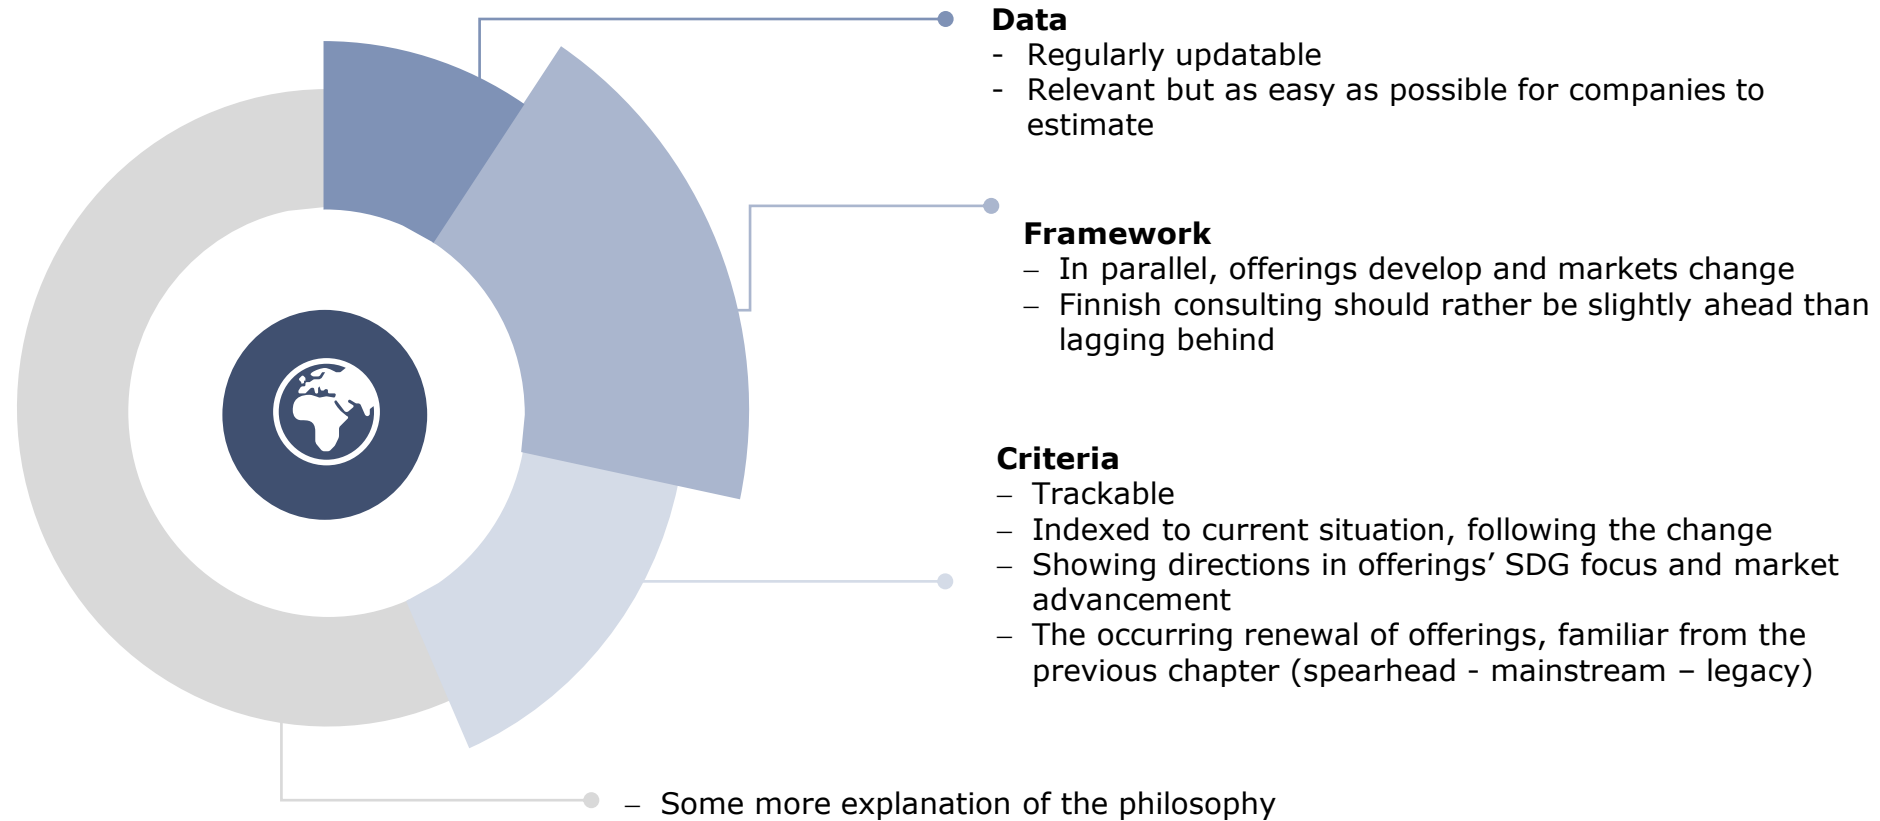 Data
- Regularly updatable
- Relevant but as easy as possible for companies to
estimate
Framework
– In parallel, offerings develop and markets change
– Finnish consulting should rather be slightly ahead than
lagging behind
Criteria
– Trackable
– Indexed to current situation, following the change
– Showing directions in offerings’ SDG focus and market
advancement
– The occurring renewal of offerings, familiar from the
previous chapter (spearhead - mainstream – legacy)
– Some more explanation of the philosophy